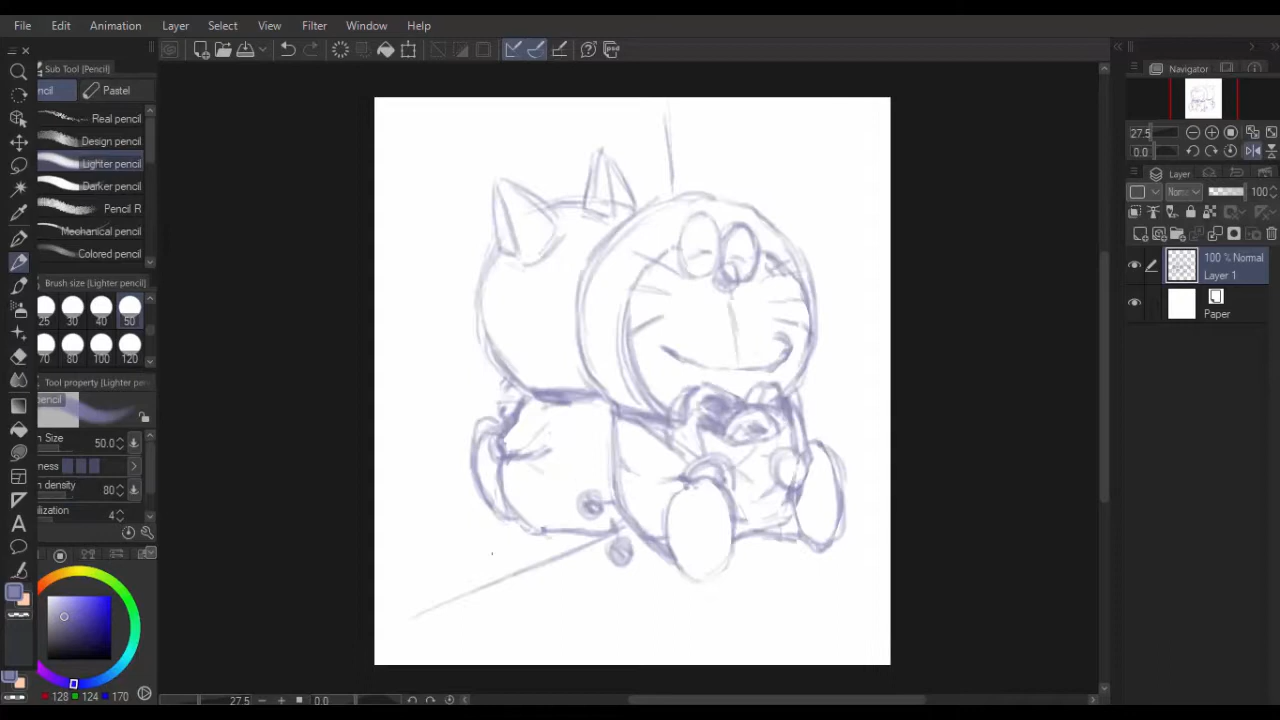 File Edit Animation Layer Select View Filter Window Help
Sub Tool [Pencil]
ncil Pastel
Real pencil
Design pencil
Lighter pencil
Darker pencil
Pencil R
Mechanical pencil
Colored pencil
Brush size [Lighter pencil]
25 30 40 50
70 80 100 120
Tool property [Lighter pen
pencil
n Size 50.0
ness
n density 80
ilization 4
128 124 170
27.5 0.0
Navigator
27.5
0.0
Layer
Norma 100
100 % Normal
Layer 1
Paper